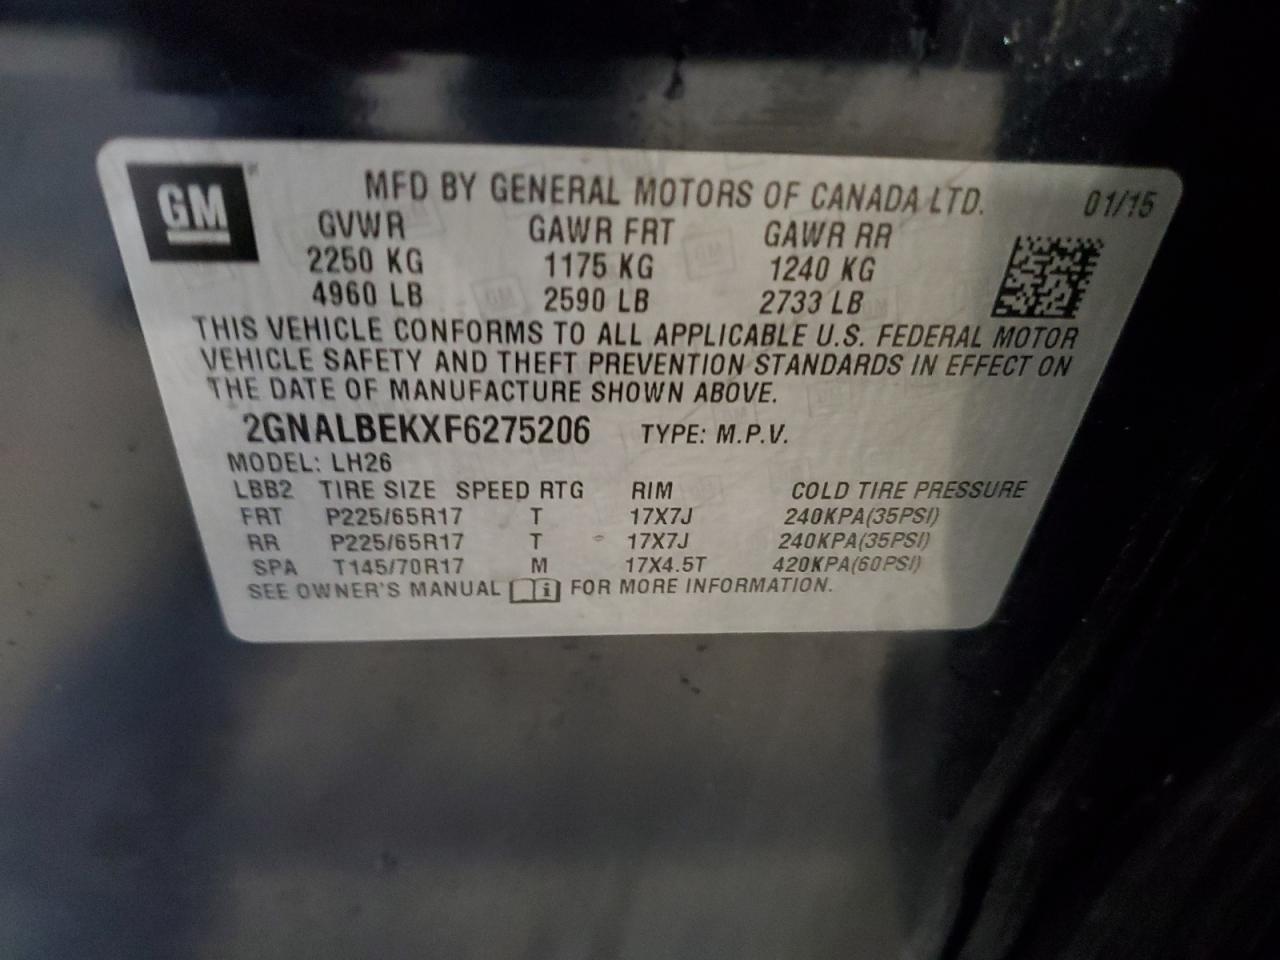 GM MFD BY GENERAL MOTORS OF CANADA LTD. 01/15
GVWR GAWR FRT GAWR RR
2250 KG 1175 KG 1240 KG
4960 LB 2590 LB 2733 LB
THIS VEHICLE CONFORMS TO ALL APPLICABLE U.S. FEDERAL MOTOR
VEHICLE SAFETY AND THEFT PREVENTION STANDARDS IN EFFECT ON
THE DATE OF MANUFACTURE SHOWN ABOVE.
2GNALBEKXF6275206 TYPE: M.P.V.
MODEL: LH26
LBB2 TIRE SIZE SPEED RTG RIM COLD TIRE PRESSURE
FRT P225/65R17 T 17X7J 240KPA(35PSI)
RR P225/65R17 T 17X7J 240KPA(35PSI)
SPA T145/70R17 M 17X4.5T 420KPA(60PSI)
SEE OWNER'S MANUAL i FOR MORE INFORMATION.